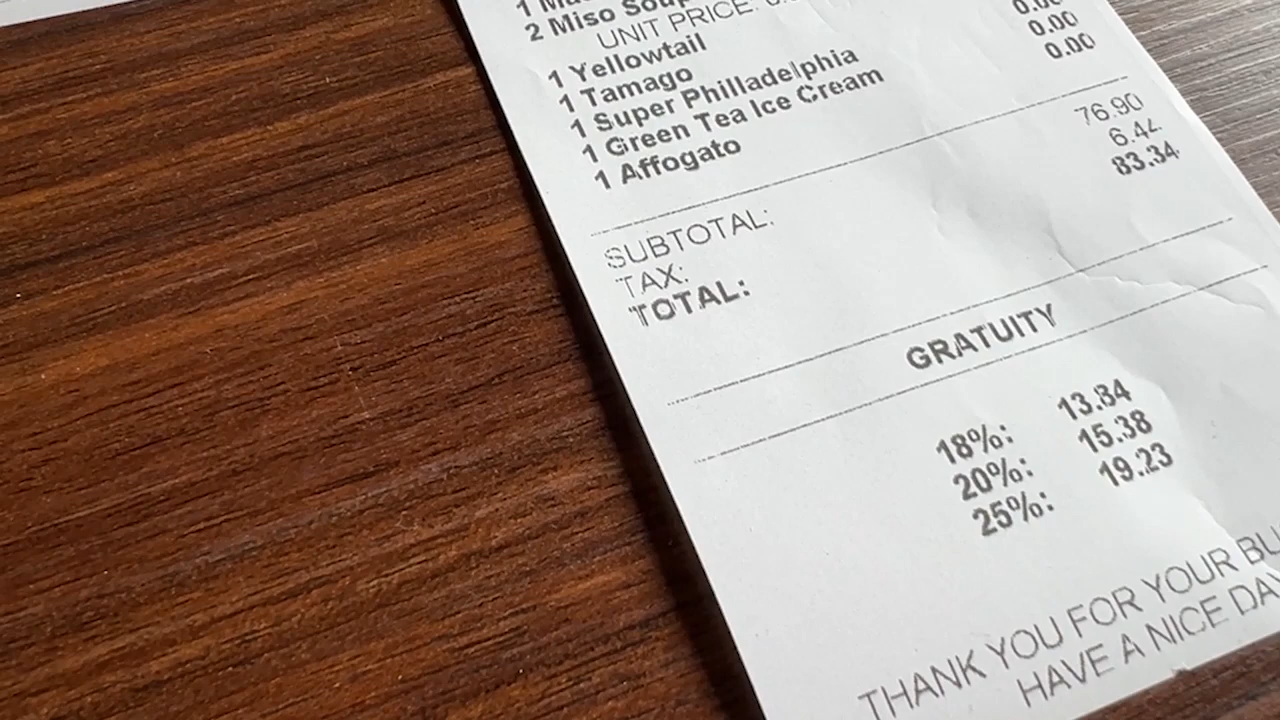 1
2 Miso Soup
UNIT PRICE:
1 Yellowtail
1 Tamago 0.00
1 Super Philladelphia 0.00
1 Green Tea Ice Cream 0.00
1 Affogato
SUBTOTAL: 76.90
TAX: 6.44
TOTAL: 83.34
GRATUITY
18%: 13.84
20%: 15.38
25%: 19.23
THANK YOU FOR YOUR
HAVE A NICE DAY